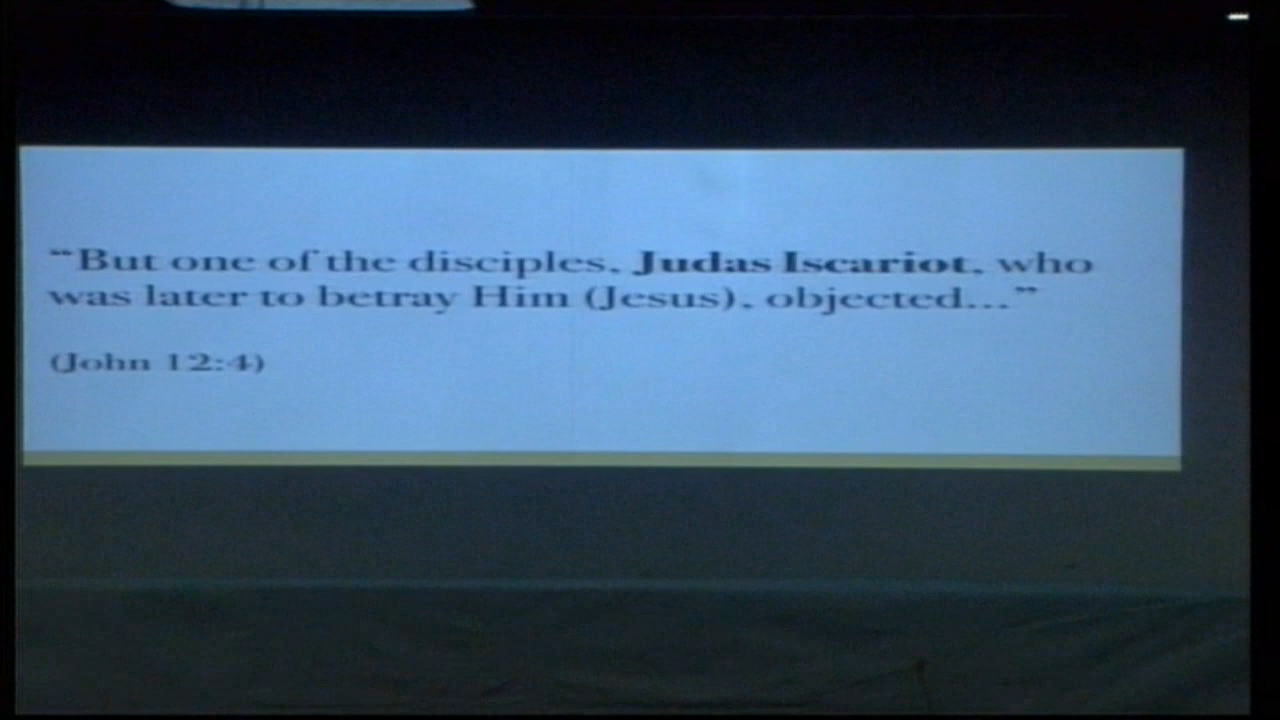 “But one of the disciples, Judas Iscariot, who
was later to betray Him (Jesus), objected...”
(John 12:4)